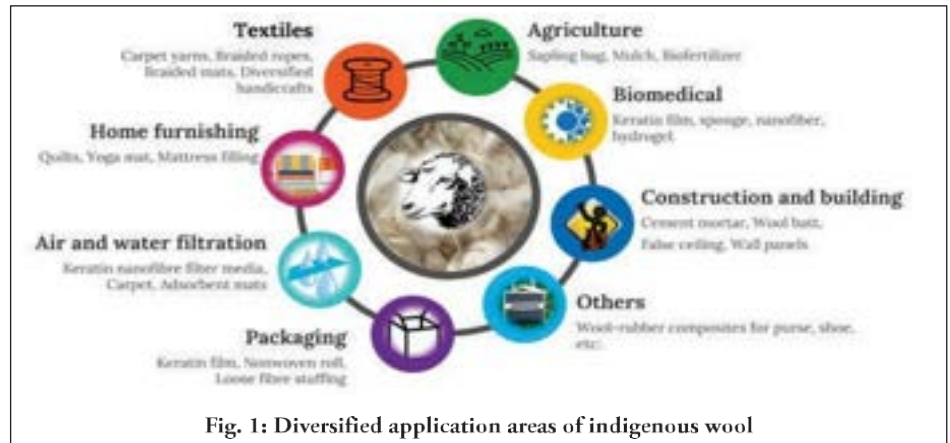 Textiles
Carpet yarns, Braided ropes,
Braided mats, Diversified
handicrafts
Agriculture
Sapling bag, Mulch, Biofertilizer
Biomedical
Keratin film, sponge, nanofiber,
hydrogel
Construction and building
Cement mortar, Wool batt,
False ceiling, Wall panels
Others
Wool-rubber composites for purse, shoe,
etc.
Packaging
Keratin film, Nonwoven roll,
Loose fibre stuffing
Air and water filtration
Keratin nanofibre filter media,
Carpet, Adsorbent mats
Home furnishing
Quilts, Yoga mat, Mattress filling
Fig. 1: Diversified application areas of indigenous wool